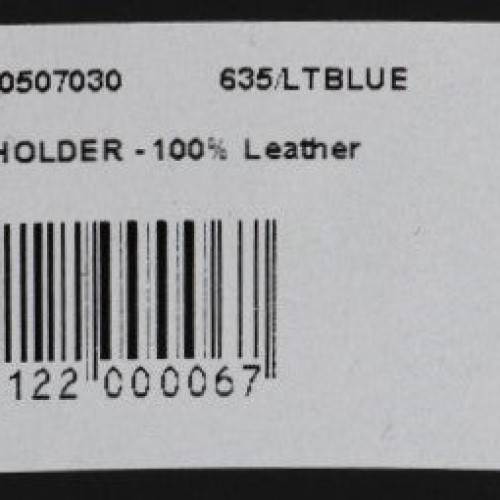 0507030 635/LTBLUE
HOLDER - 100% Leather
122 000067